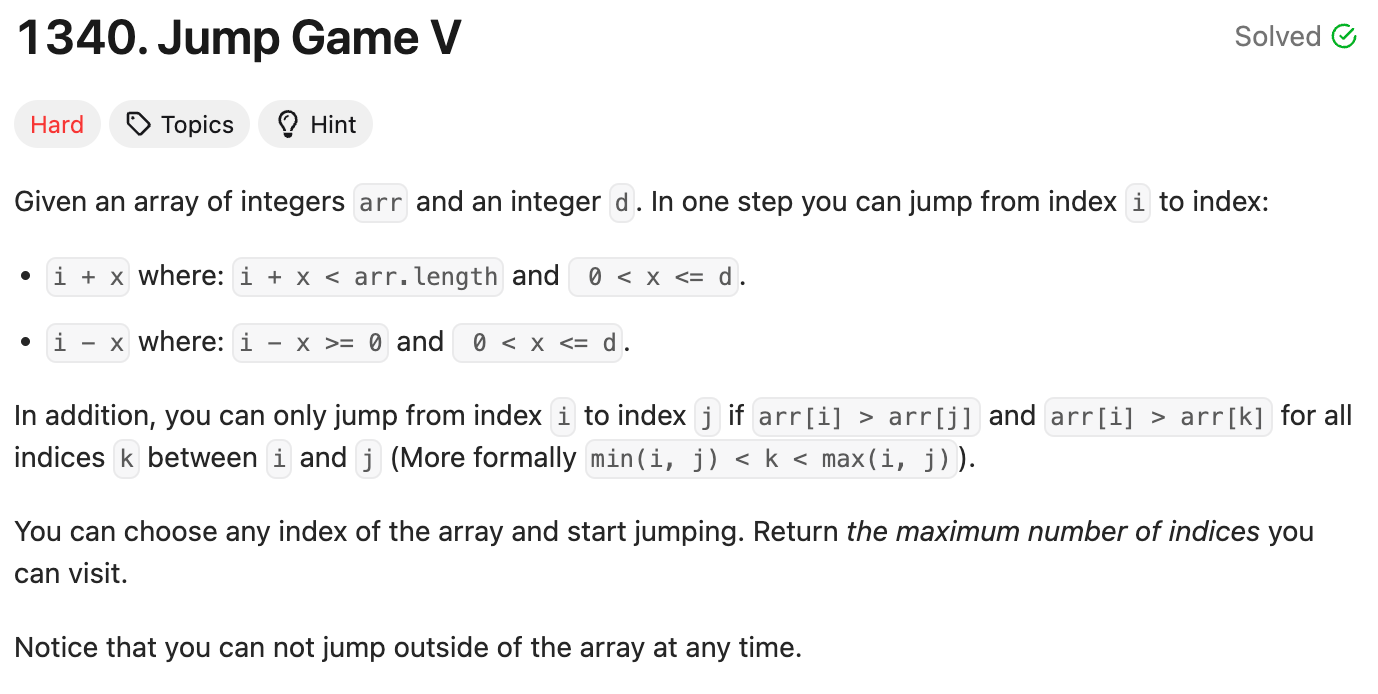 1340. Jump Game V
Solved
Hard
Topics
Hint
Given an array of integers arr and an integer d. In one step you can jump from index i to index:
• i + x where: i + x < arr.length and 0 < x <= d.
• i - x where: i - x >= 0 and 0 < x <= d.
In addition, you can only jump from index i to index j if arr[i] > arr[j] and arr[i] > arr[k] for all
indices k between i and j (More formally min(i, j) < k < max(i, j)).
You can choose any index of the array and start jumping. Return the maximum number of indices you
can visit.
Notice that you can not jump outside of the array at any time.